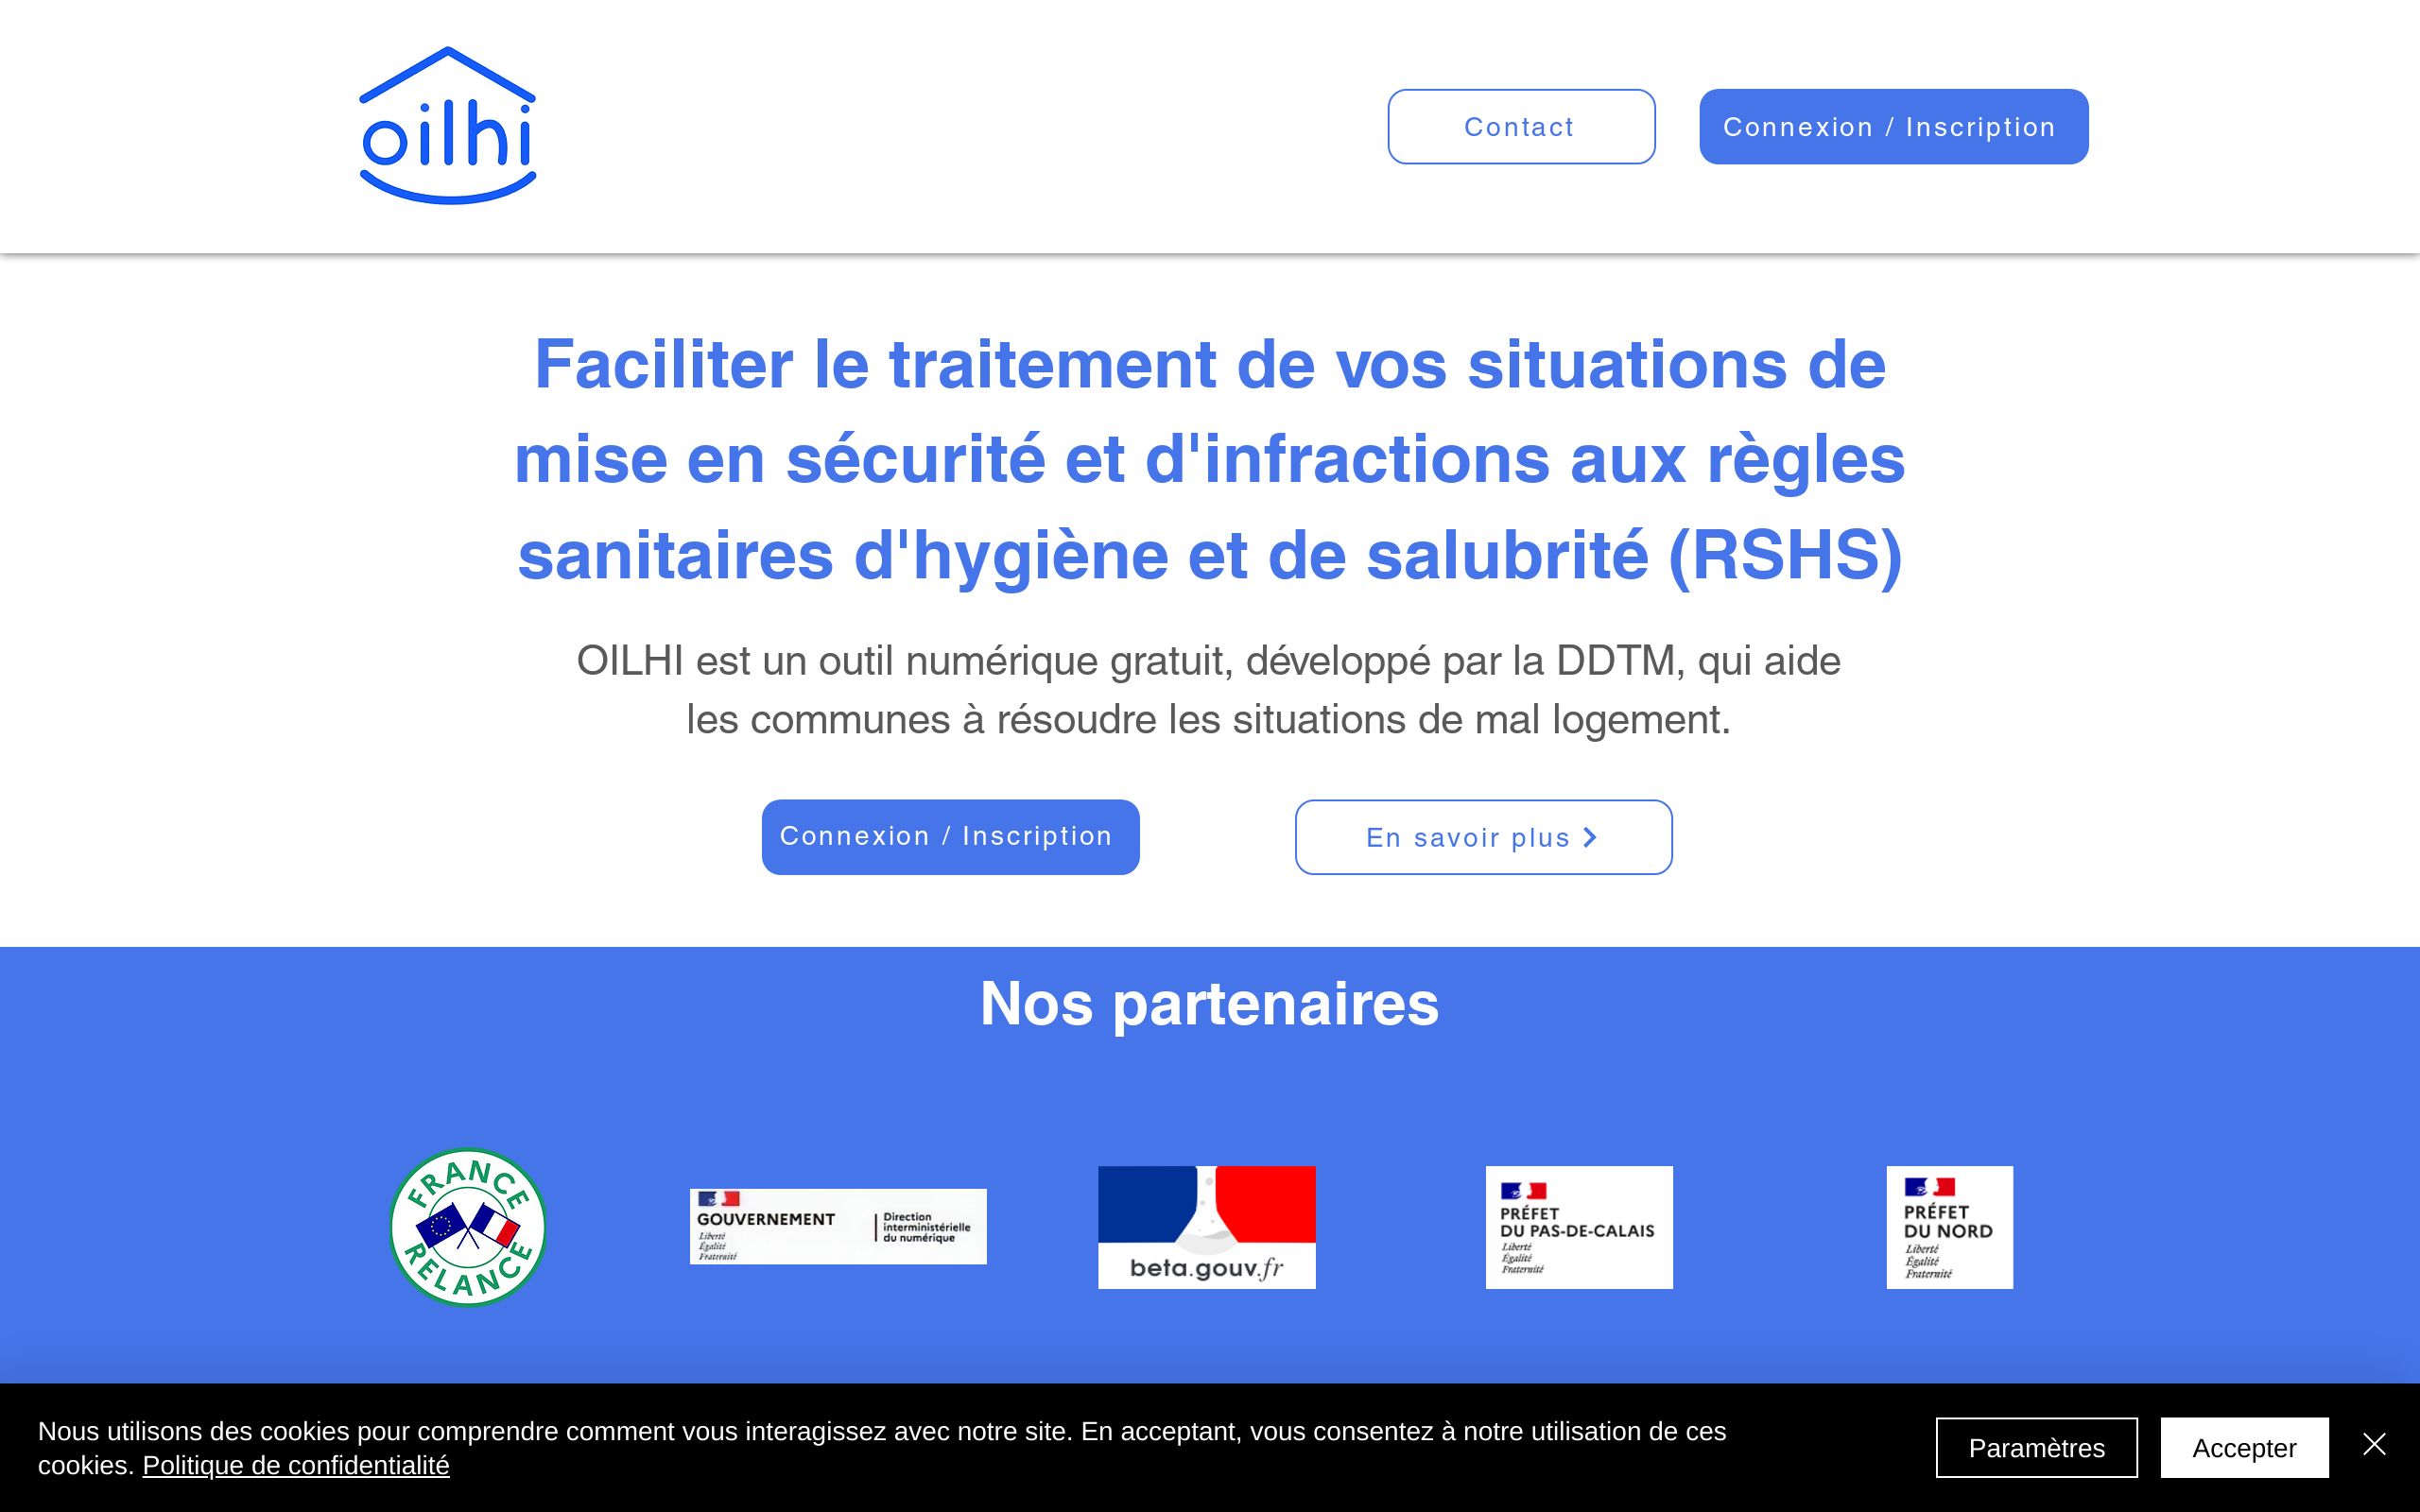 oilhi
Contact
Connexion / Inscription
Faciliter le traitement de vos situations de
mise en sécurité et d'infractions aux règles
sanitaires d'hygiène et de salubrité (RSHS)
OILHI est un outil numérique gratuit, développé par la DDTM, qui aide
les communes à résoudre les situations de mal logement.
Connexion / Inscription
En savoir plus
Nos partenaires
FRANCE
RELANCE
GOUVERNEMENT
Liberté
Égalité
Fraternité
Direction
interministérielle
du numérique
beta.gouv.fr
PRÉFET
DU PAS-DE-CALAIS
Liberté
Égalité
Fraternité
PRÉFET
DU NORD
Liberté
Égalité
Fraternité
Nous utilisons des cookies pour comprendre comment vous interagissez avec notre site. En acceptant, vous consentez à notre utilisation de ces
cookies. Politique de confidentialité
Paramètres
Accepter